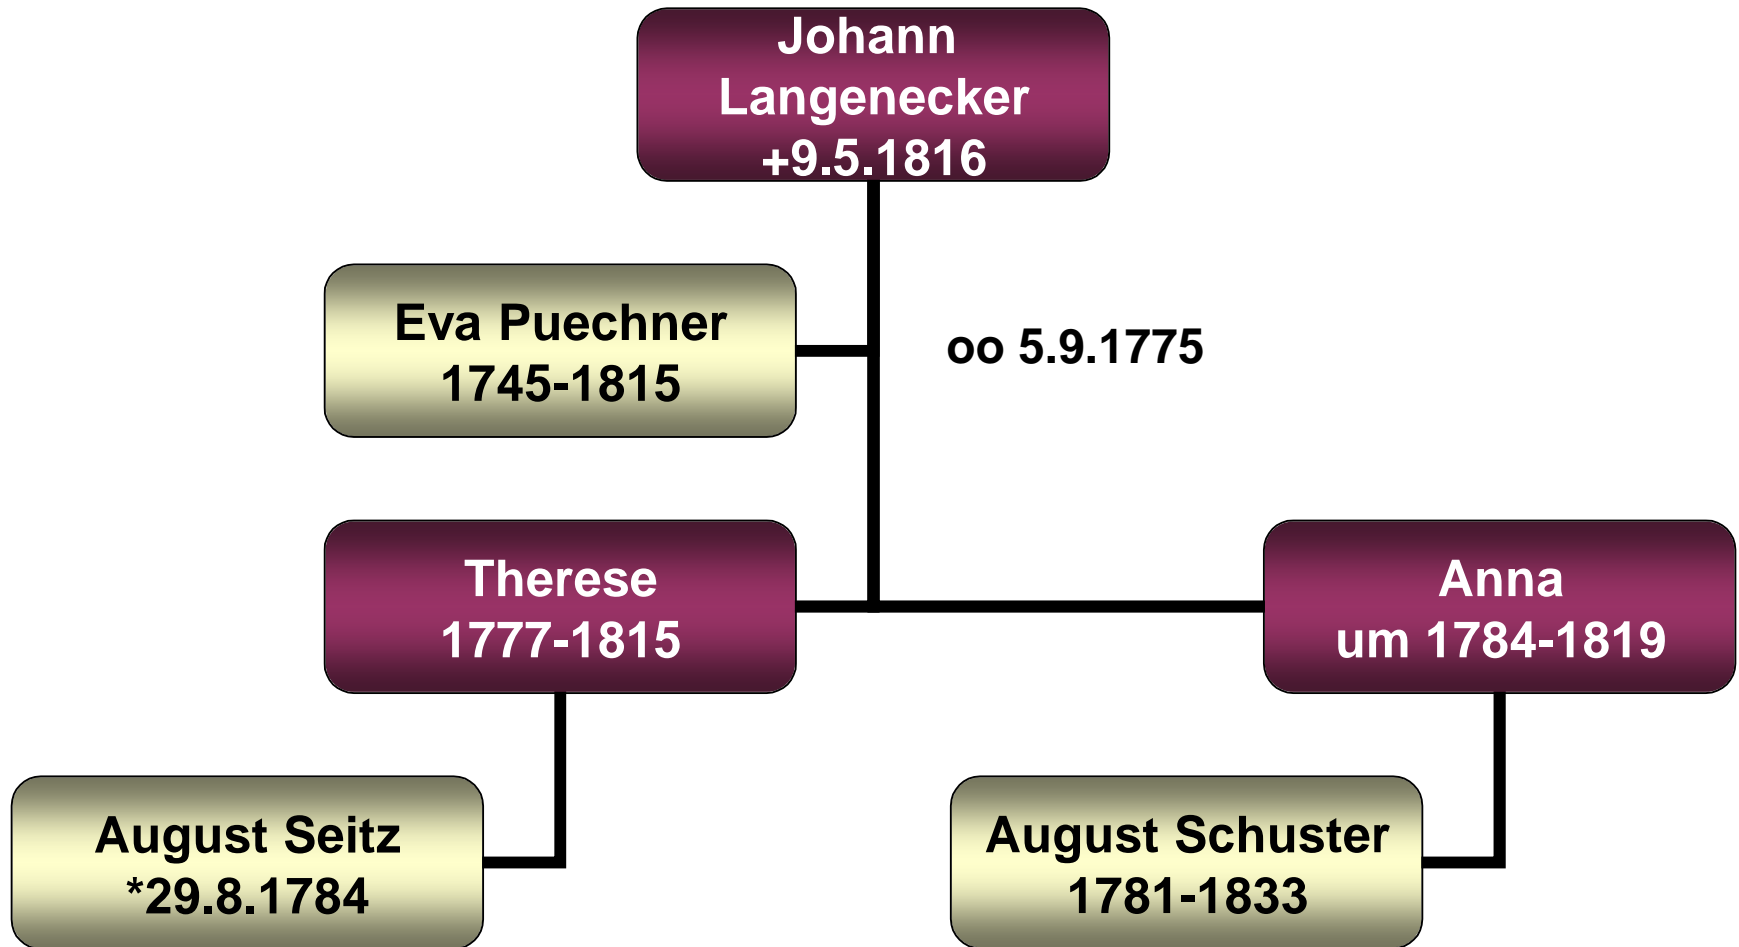 Johann
Langenecker
+9.5.1816
Eva Puechner
1745-1815
oo 5.9.1775
Therese
1777-1815
Anna
um 1784-1819
August Seitz
*29.8.1784
August Schuster
1781-1833